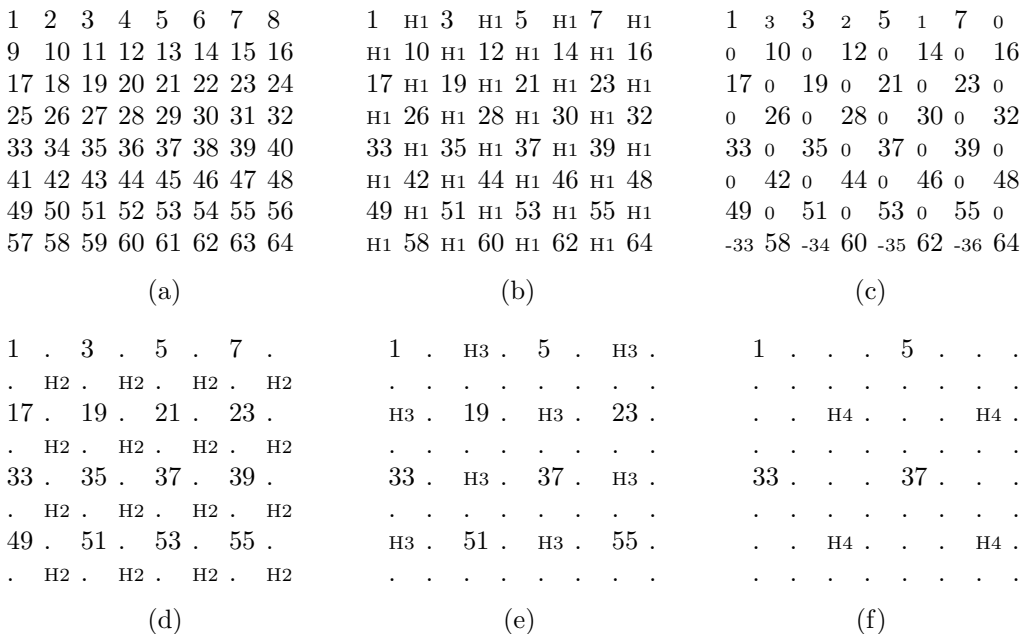 1 2 3 4 5 6 7 8
9 10 11 12 13 14 15 16
17 18 19 20 21 22 23 24
25 26 27 28 29 30 31 32
33 34 35 36 37 38 39 40
41 42 43 44 45 46 47 48
49 50 51 52 53 54 55 56
57 58 59 60 61 62 63 64
(a)
1 H1 3 H1 5 H1 7 H1
H1 10 H1 12 H1 14 H1 16
17 H1 19 H1 21 H1 23 H1
H1 26 H1 28 H1 30 H1 32
33 H1 35 H1 37 H1 39 H1
H1 42 H1 44 H1 46 H1 48
49 H1 51 H1 53 H1 55 H1
H1 58 H1 60 H1 62 H1 64
(b)
1 3 3 2 5 1 7 0
0 10 0 12 0 14 0 16
17 0 19 0 21 0 23 0
0 26 0 28 0 30 0 32
33 0 35 0 37 0 39 0
0 42 0 44 0 46 0 48
49 0 51 0 53 0 55 0
-33 58 -34 60 -35 62 -36 64
(c)
1 . 3 . 5 . 7 .
. H2 . H2 . H2 . H2
17 . 19 . 21 . 23 .
. H2 . H2 . H2 . H2
33 . 35 . 37 . 39 .
. H2 . H2 . H2 . H2
49 . 51 . 53 . 55 .
. H2 . H2 . H2 . H2
(d)
1 . H3 . 5 . H3 .
. . . . . . . .
H3 . 19 . H3 . 23 .
. . . . . . . .
33 . H3 . 37 . H3 .
. . . . . . . .
H3 . 51 . H3 . 55 .
. . . . . . . .
(e)
1 . . . 5 . . .
. . . . . . . .
. . H4 . . . H4 .
. . . . . . . .
33 . . . 37 . . .
. . . . . . . .
. . H4 . . . H4 .
. . . . . . . .
(f)